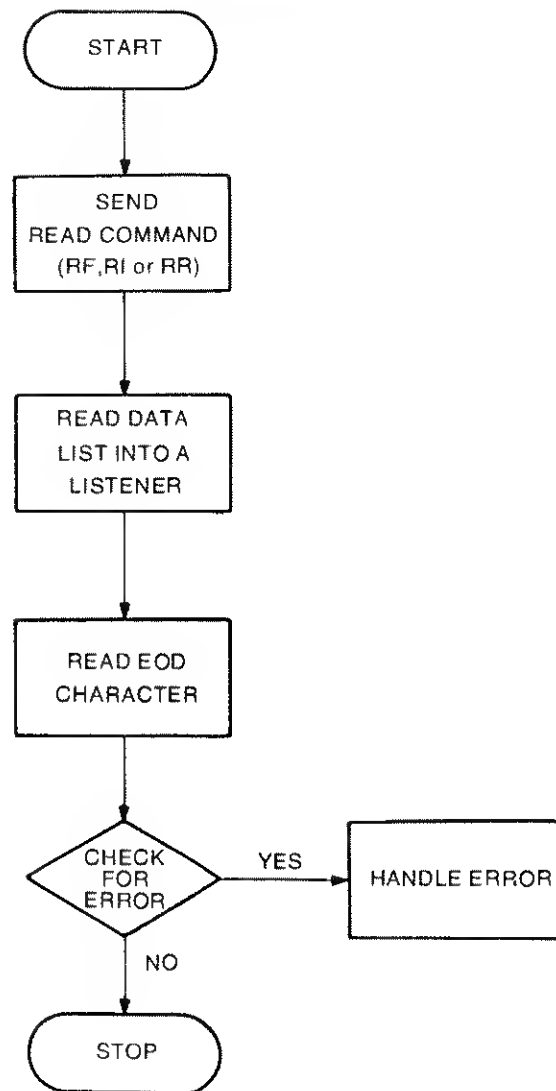 START
SEND
READ COMMAND
(RF,RI or RR)
READ DATA
LIST INTO A
LISTENER
READ EOD
CHARACTER
CHECK
FOR
ERROR
YES
HANDLE ERROR
NO
STOP